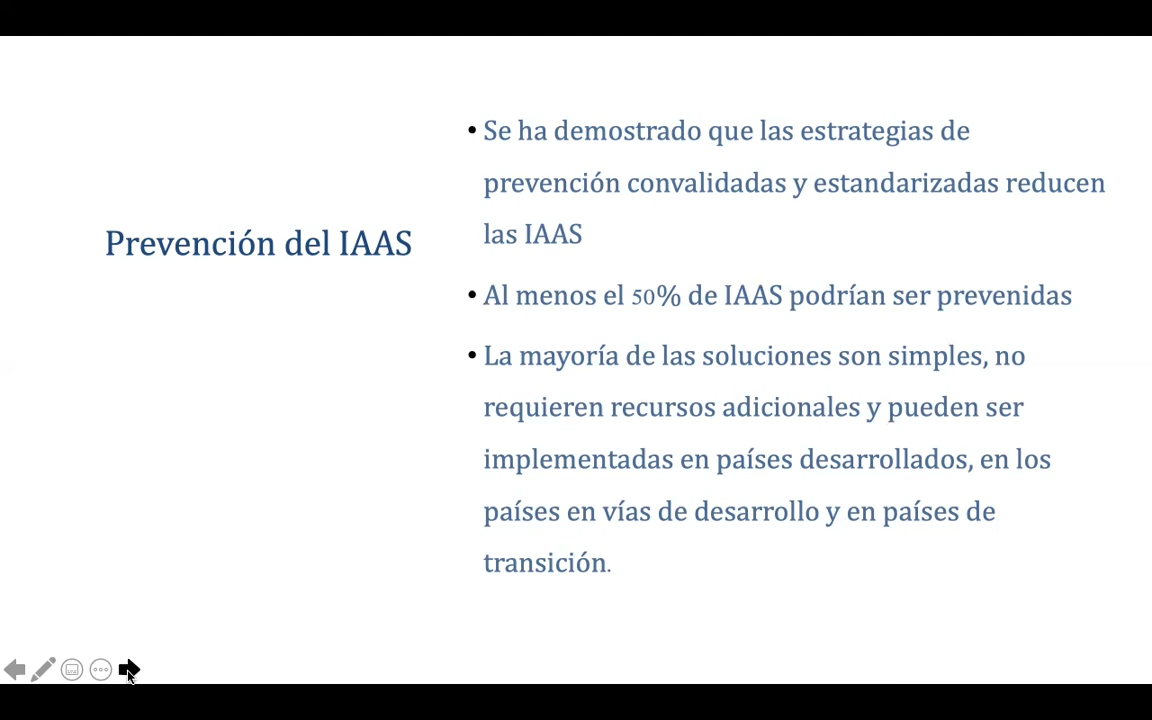 Prevención del IAAS
• Se ha demostrado que las estrategias de
prevención convalidadas y estandarizadas reducen
las IAAS
• Al menos el 50% de IAAS podrían ser prevenidas
• La mayoría de las soluciones son simples, no
requieren recursos adicionales y pueden ser
implementadas en países desarrollados, en los
países en vías de desarrollo y en países de
transición.